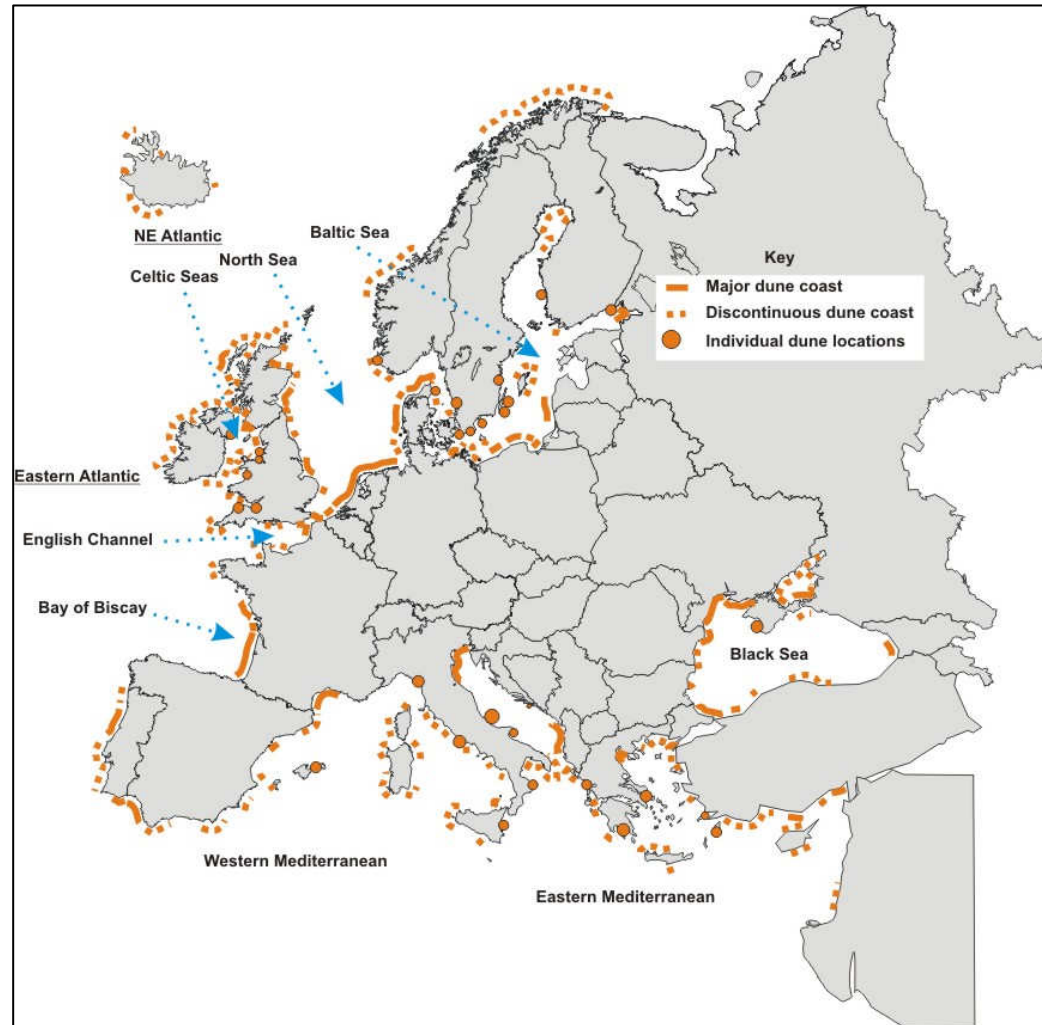 NE Atlantic
Celtic Seas
North Sea
Baltic Sea
Key
Major dune coast
Discontinuous dune coast
Individual dune locations
Eastern Atlantic
English Channel
Bay of Biscay
Black Sea
Western Mediterranean
Eastern Mediterranean